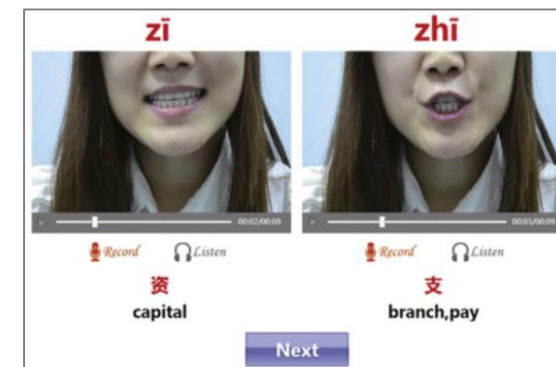 zī
zhī
00:02/00:09
00:03/00:09
Record
Listen
Record
Listen
资
支
capital
branch,pay
Next